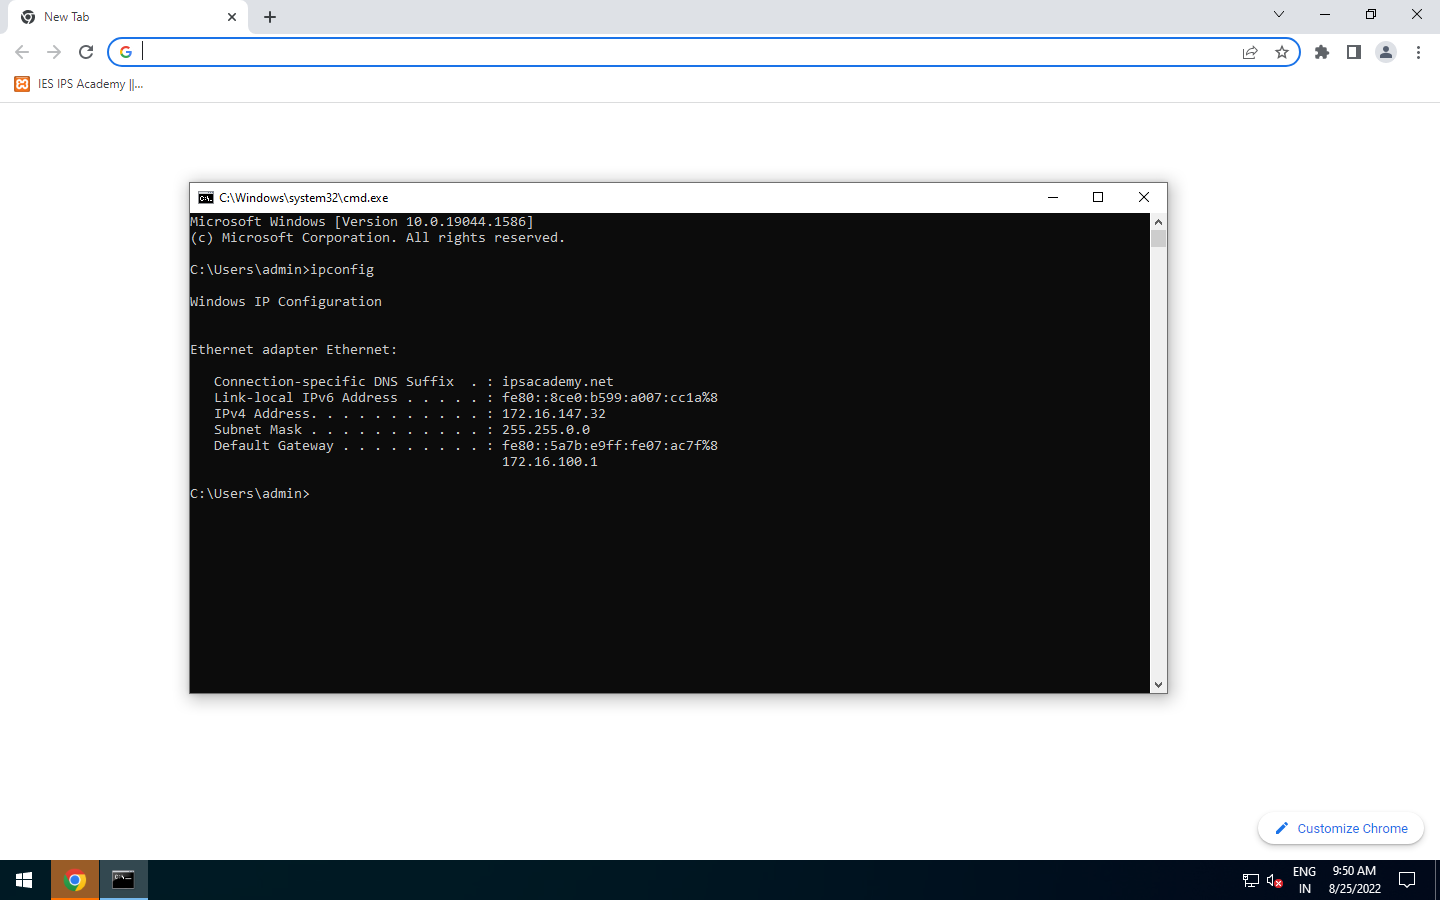 New Tab
IES IPS Academy ||...
C:\Windows\system32\cmd.exe
Microsoft Windows [Version 10.0.19044.1586]
(c) Microsoft Corporation. All rights reserved.
C:\Users\admin>ipconfig
Windows IP Configuration
Ethernet adapter Ethernet:
Connection-specific DNS Suffix . : ipsacademy.net
Link-local IPv6 Address . . . . . : fe80::8ce0:b599:a007:cc1a%8
IPv4 Address. . . . . . . . . . . : 172.16.147.32
Subnet Mask . . . . . . . . . . . : 255.255.0.0
Default Gateway . . . . . . . . . : fe80::5a7b:e9ff:fe07:ac7f%8
172.16.100.1
C:\Users\admin>
Customize Chrome
ENG
IN
9:50 AM
8/25/2022